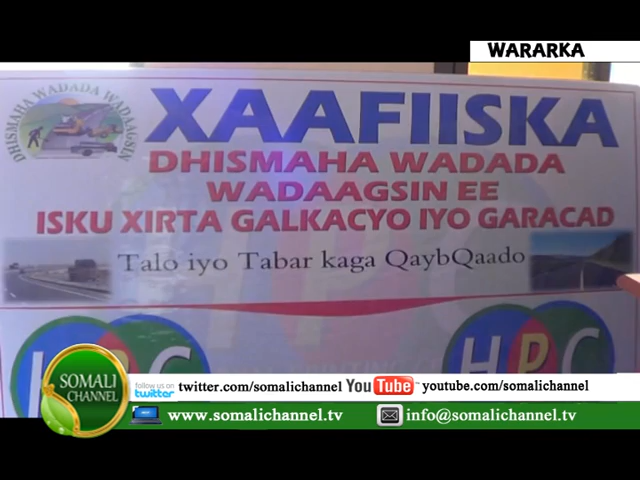 WARARKA
DHISMAHA WADADA WADAAGSIN
XAAFIISKA
DHISMAHA WADADA
WADAAGSIN EE
ISKU XIRTA GALKACYO IYO GARACAD
Talo iyo Tabar kaga QaybQaado
HPC
HPC
SOMALI
CHANNEL
follow us on
twitter
twitter.com/somalichannel
YouTube
youtube.com/somalichannel
www.somalichannel.tv
info@somalichannel.tv